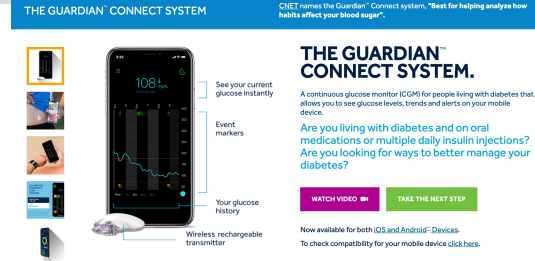 THE GUARDIAN™ CONNECT SYSTEM
CNET names the Guardian™ Connect system, "Best for helping analyze how
habits affect your blood sugar".
108
See your current
glucose instantly
Event
markers
Your glucose
history
Wireless rechargeable
transmitter
THE GUARDIAN™
CONNECT SYSTEM.
A continuous glucose monitor (CGM) for people living with diabetes that
allows you to see glucose levels, trends and alerts on your mobile
device.
Are you living with diabetes and on oral
medications or multiple daily insulin injections?
Are you looking for ways to better manage your
diabetes?
WATCH VIDEO
TAKE THE NEXT STEP
Now available for both iOS and Android™ Devices.
To check compatibility for your mobile device click here.